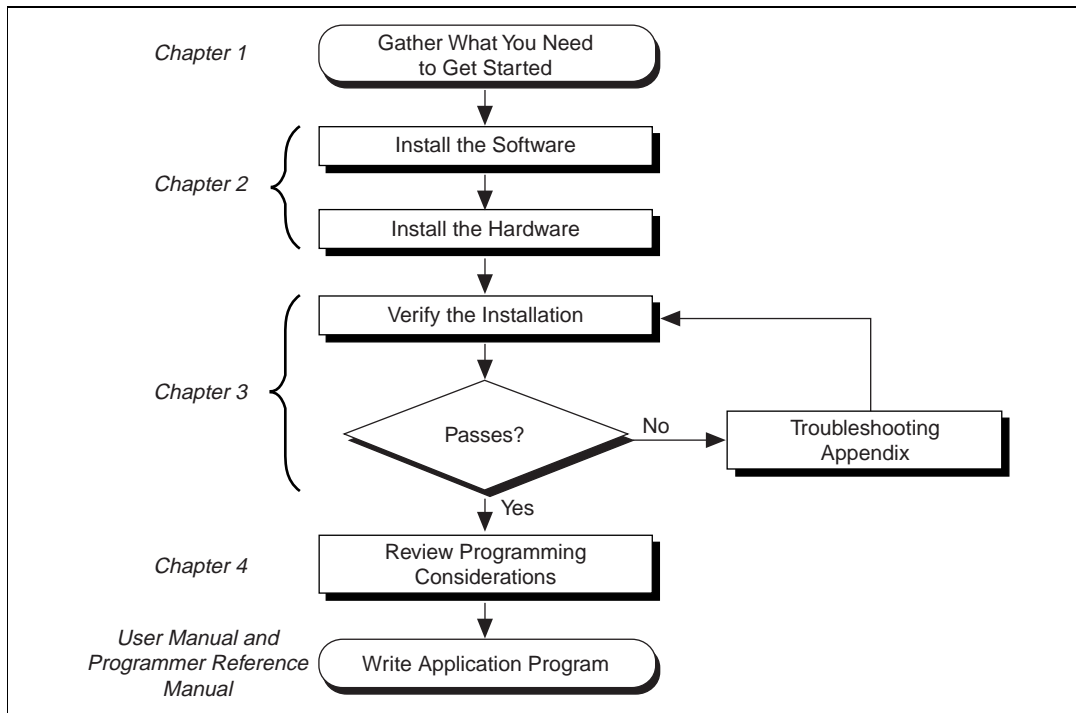 Chapter 1
Gather What You Need
to Get Started
Install the Software
Chapter 2
Install the Hardware
Verify the Installation
Chapter 3
Passes?
No
Troubleshooting
Appendix
Yes
Chapter 4
Review Programming
Considerations
User Manual and
Programmer Reference
Manual
Write Application Program